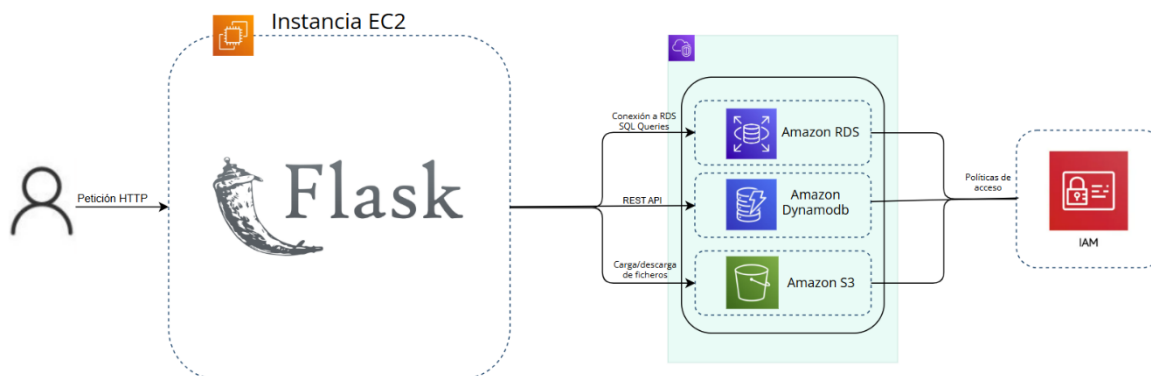 Instancia EC2
Petición HTTP
Flask
Conexión a RDS
SQL Queries
REST API
Carga/descarga
de ficheros
Amazon RDS
Amazon
Dynamodb
Amazon S3
Políticas de
acceso
IAM